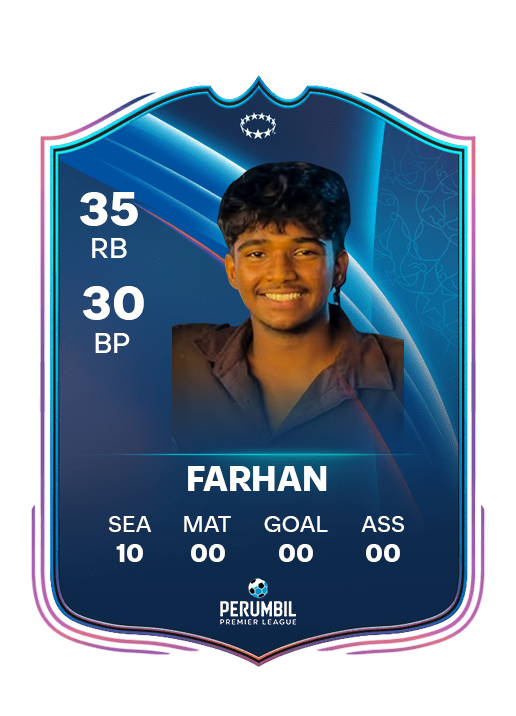 35
RB
30
BP
FARHAN
SEA MAT GOAL ASS
10 00 00 00
PERUMBIL
PREMIER LEAGUE